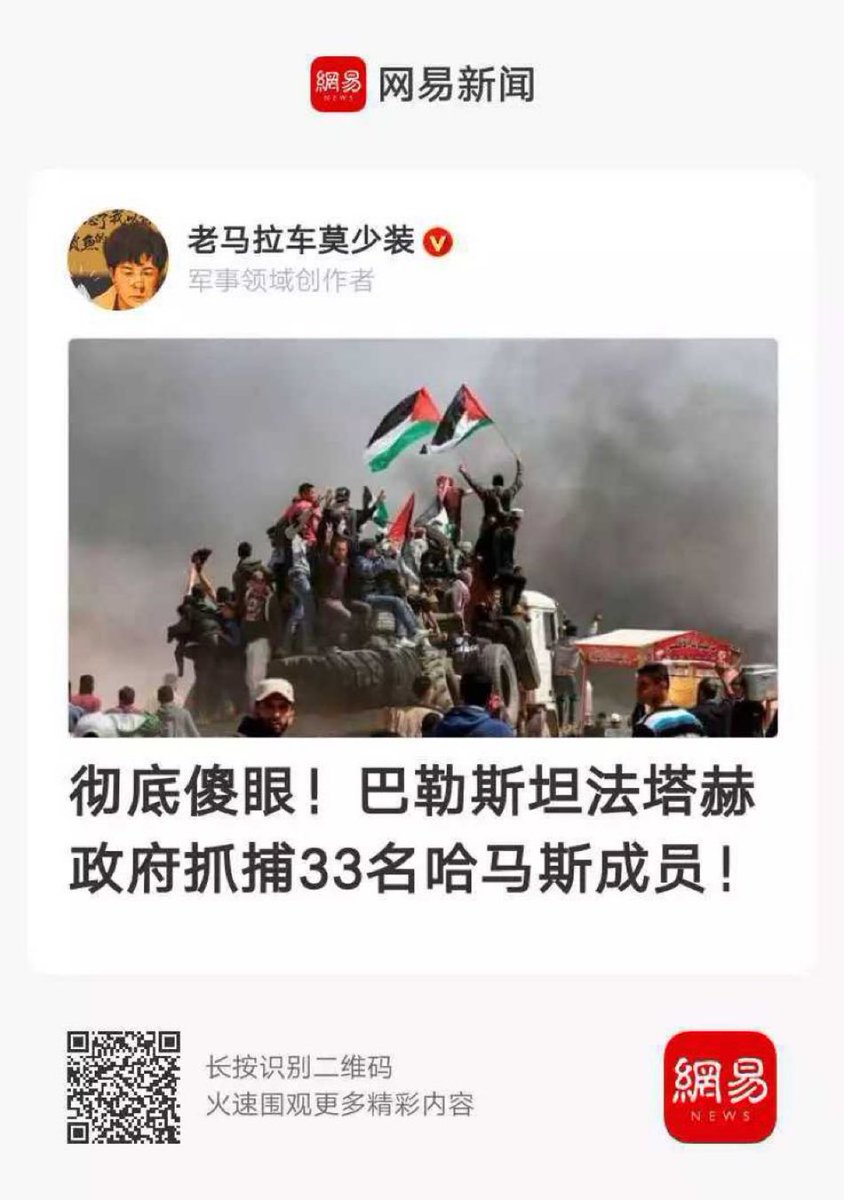 網易
NEWS
网易新闻
老马拉车莫少装
军事领域创作者
彻底傻眼！巴勒斯坦法塔赫
政府抓捕33名哈马斯成员！
长按识别二维码
火速围观更多精彩内容
網易
NEWS